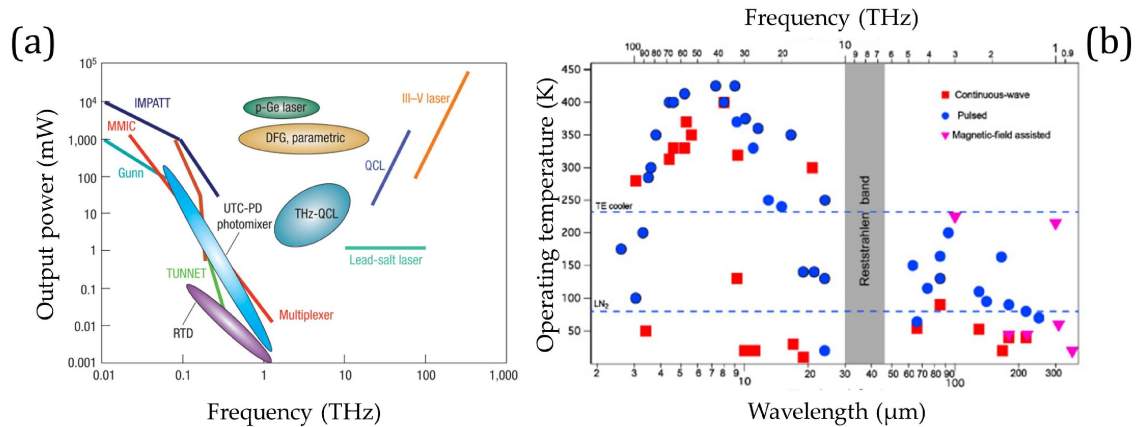 (a)
Output power (mW)
10⁵
10⁴
1,000
100
10
1
0.1
0.01
0.001
IMPATT
MMIC
Gunn
p-Ge laser
DFG, parametric
III–V laser
QCL
UTC-PD
photomixer
THz-QCL
Lead-salt laser
TUNNET
Multiplexer
RTD
0.01 0.1 1 10 100 1,000
Frequency (THz)
(b)
Frequency (THz)
100 90 80 70 60 50 40 30 20 10 9 8 7 6 5 4 3 2 1 0.9
Operating temperature (K)
450
400
350
300
250
200
150
100
50
Continuous-wave
Pulsed
Magnetic-field assisted
TE cooler
LN₂
Reststrahlen band
2 3 4 5 6 7 8 9 10 20 30 40 50 60 70 80 90 100 200 300
Wavelength (μm)